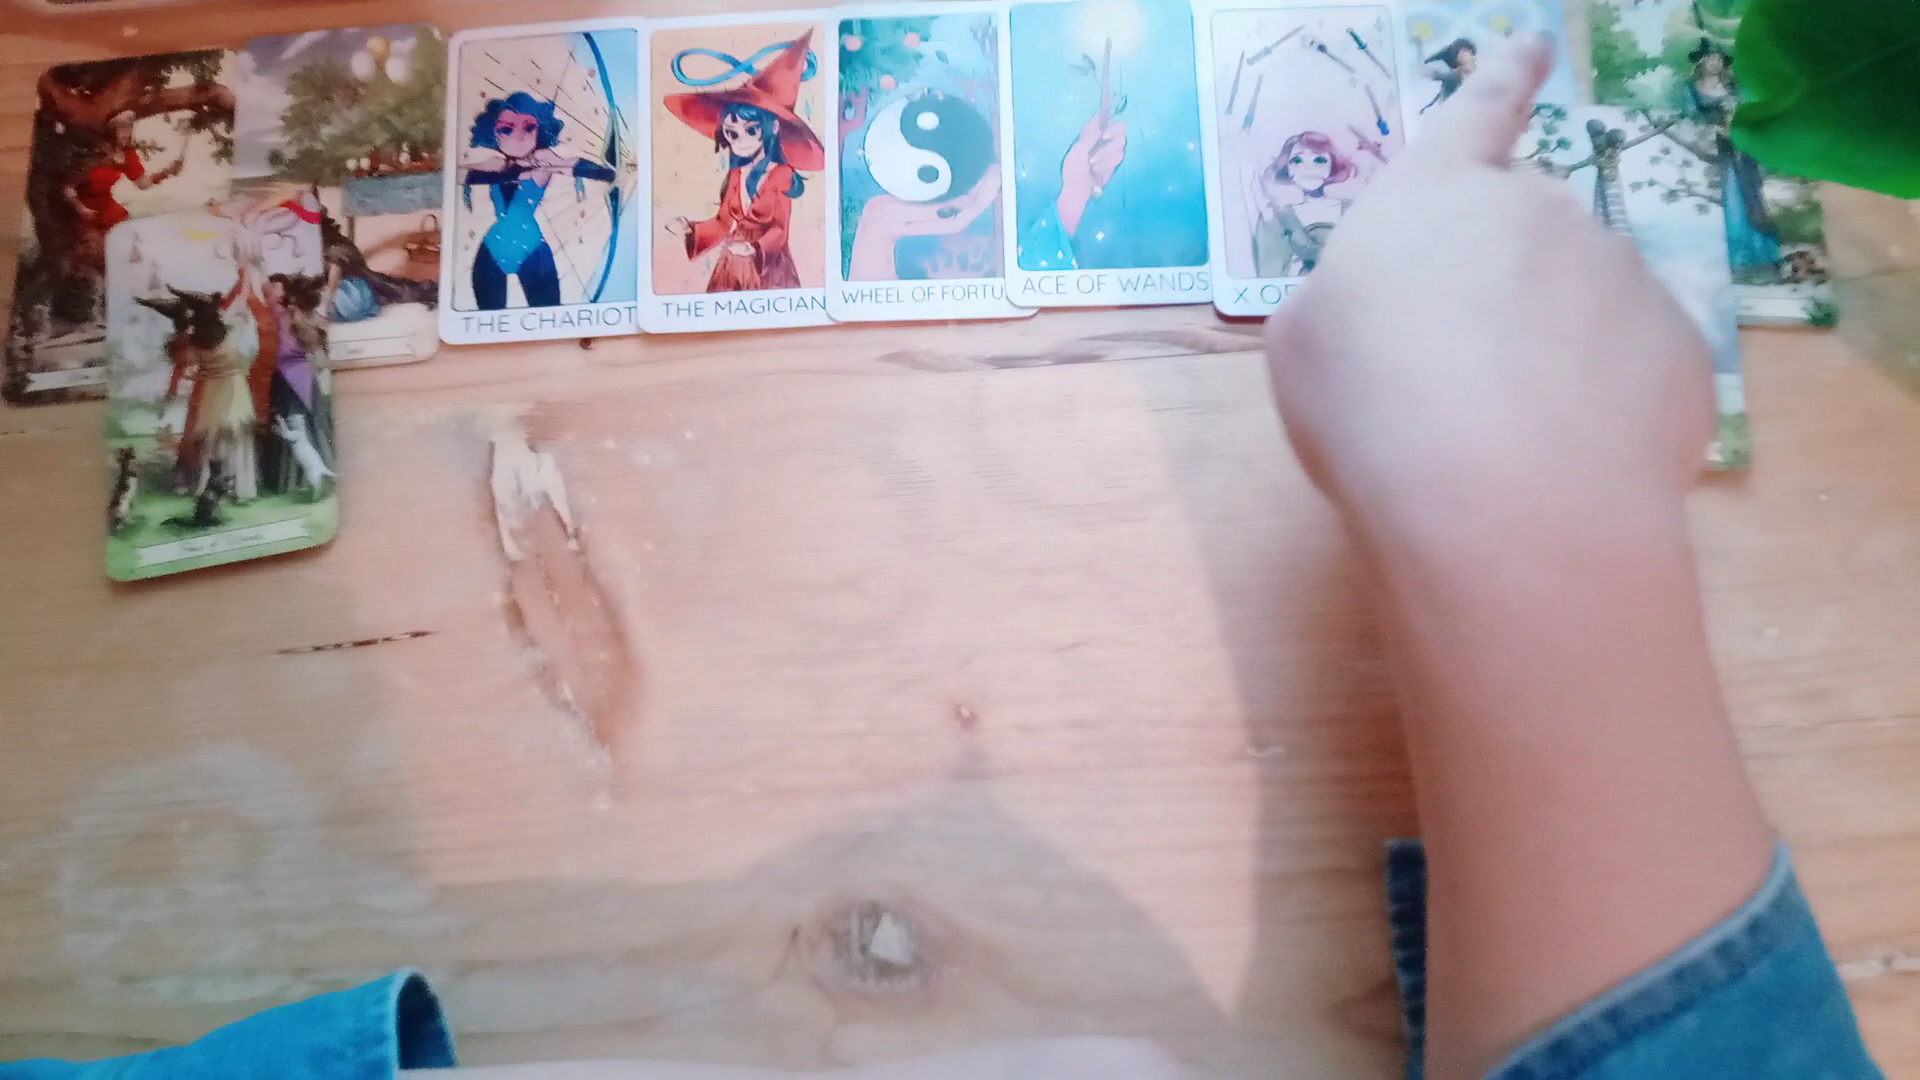 THE CHARIOT
THE MAGICIAN
WHEEL OF FORTU
ACE OF WANDS
X OF